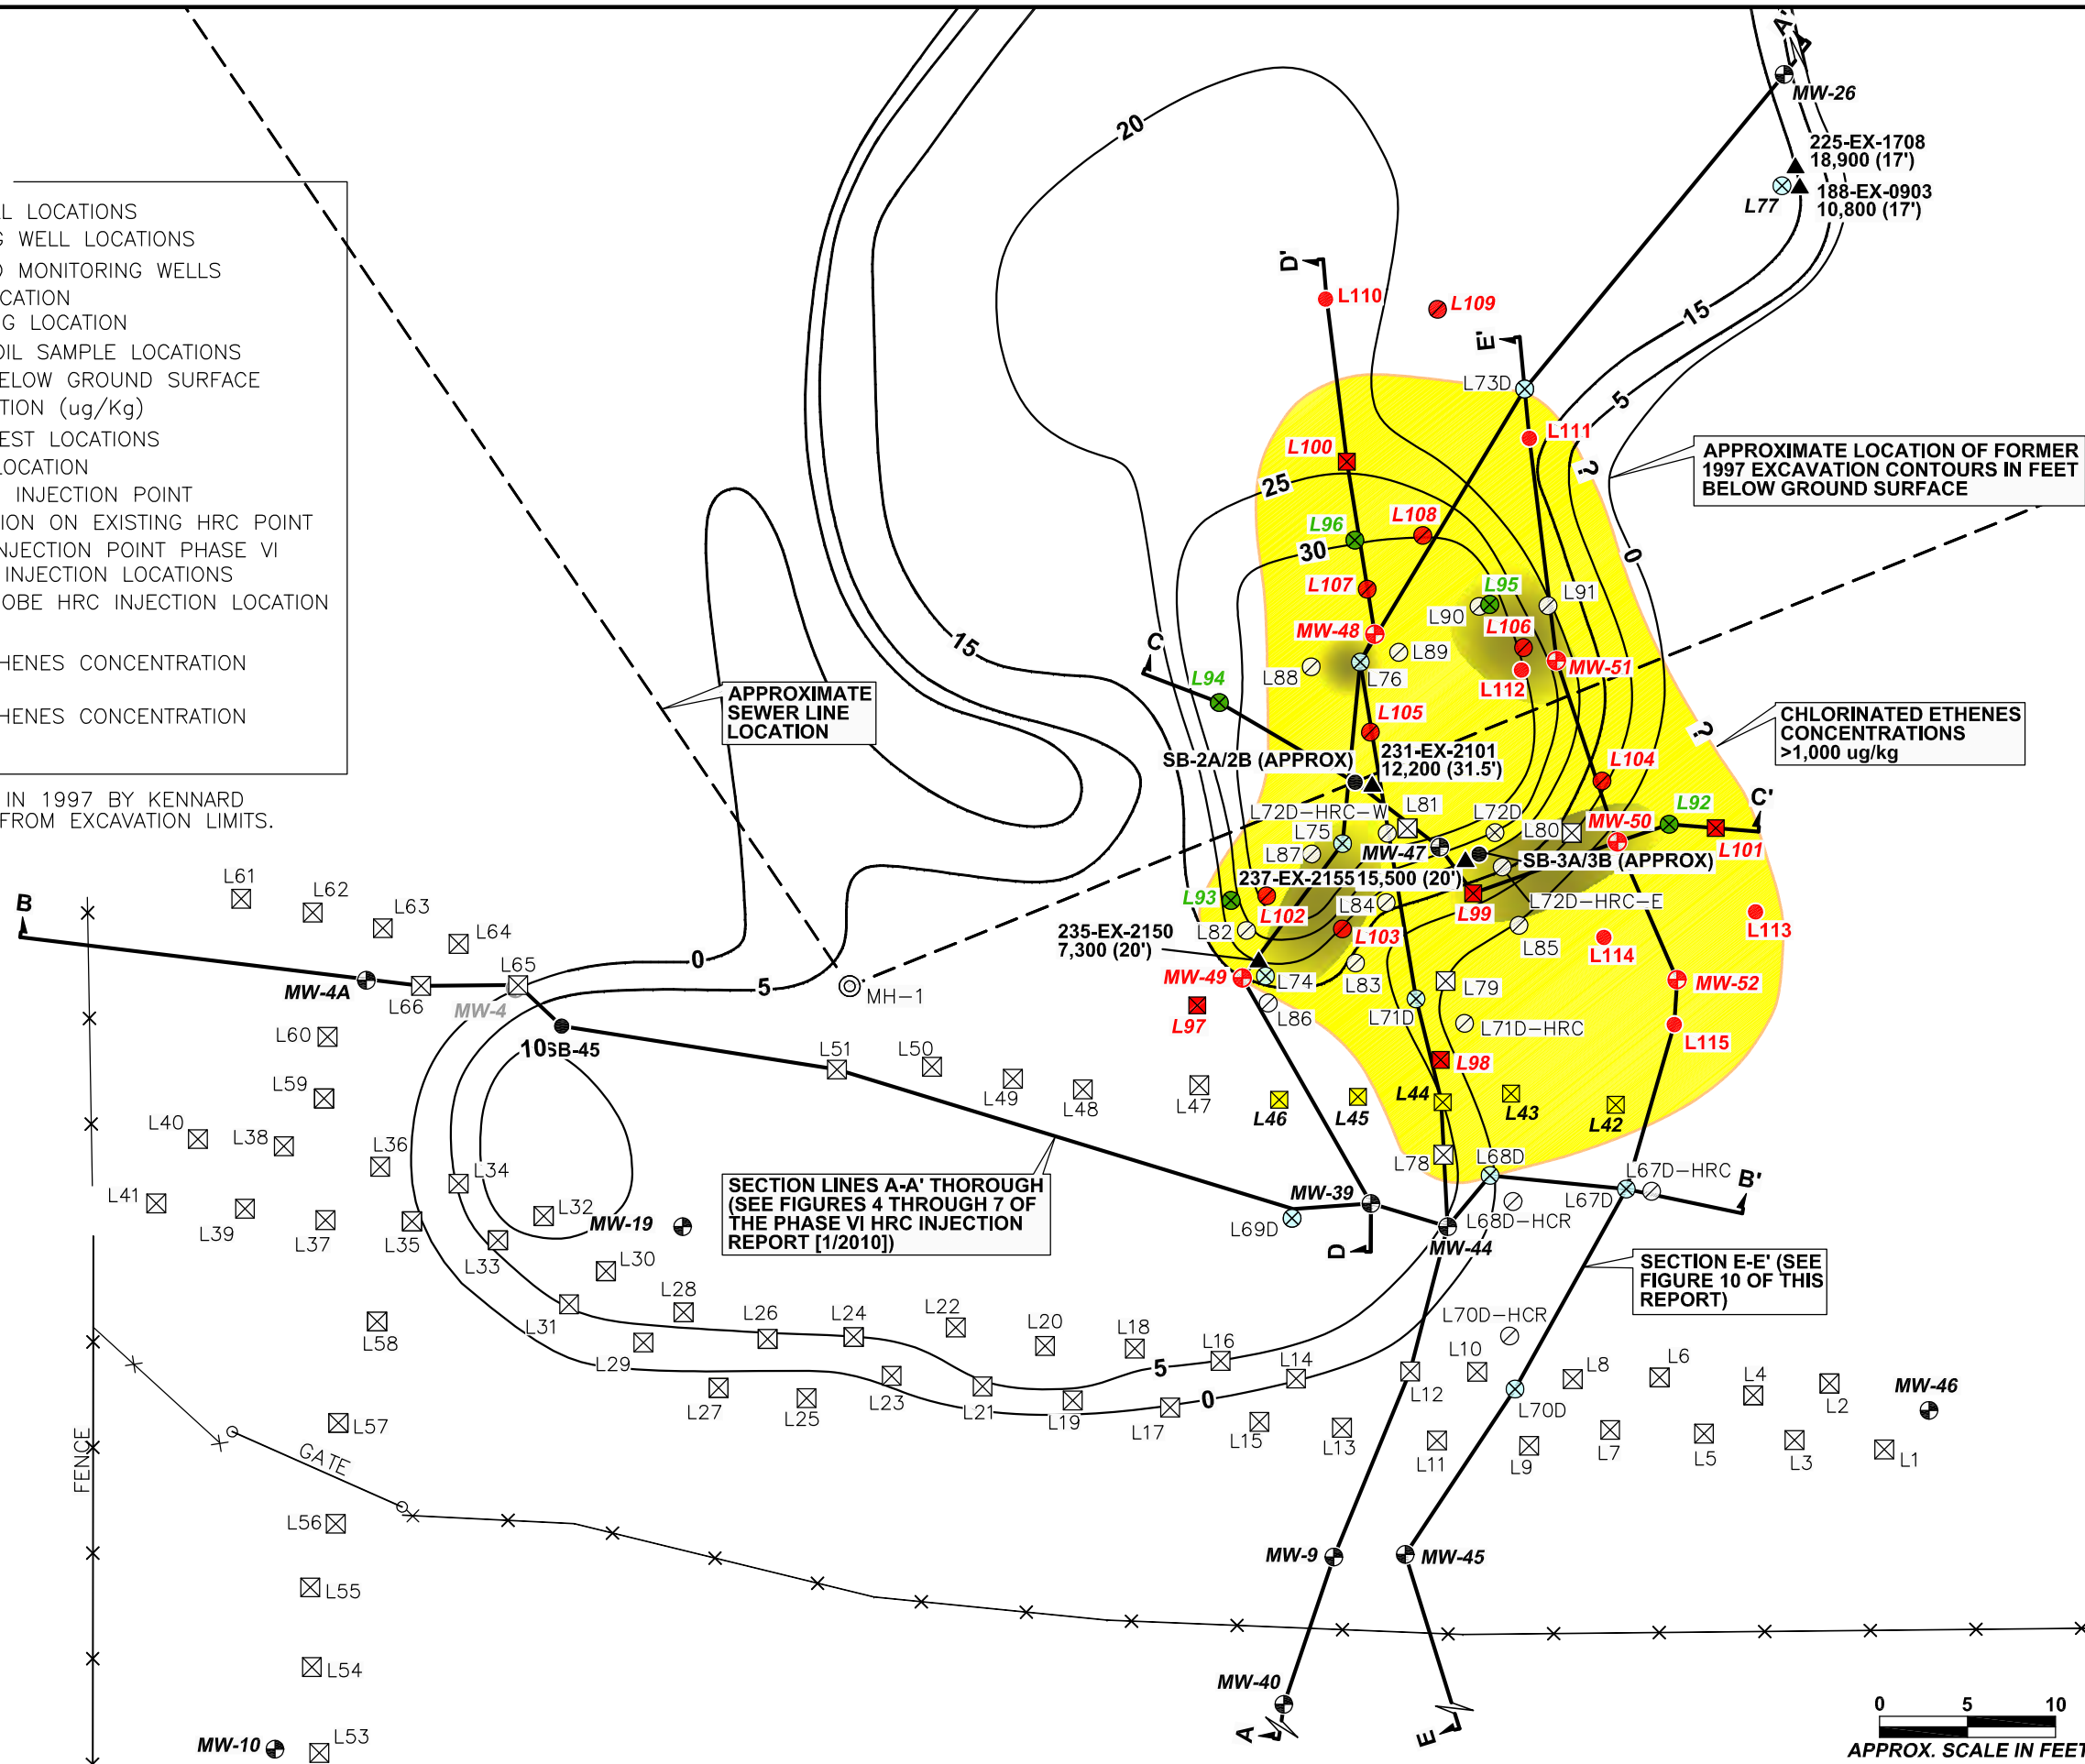 L LOCATIONS
G WELL LOCATIONS
D MONITORING WELLS
CATION
G LOCATION
OIL SAMPLE LOCATIONS
BELOW GROUND SURFACE
TION (ug/Kg)
EST LOCATIONS
LOCATION
INJECTION POINT
ION ON EXISTING HRC POINT
NJECTION POINT PHASE VI
INJECTION LOCATIONS
OBE HRC INJECTION LOCATION
HENES CONCENTRATION
HENES CONCENTRATION
IN 1997 BY KENNARD
FROM EXCAVATION LIMITS.
A'
MW-26
20
225-EX-1708
18,900 (17')
188-EX-0903
10,800 (17')
L77
D'
L110
L109
E'
15
L73D
5
L111
?
L100
25
APPROXIMATE LOCATION OF FORMER
1997 EXCAVATION CONTOURS IN FEET
BELOW GROUND SURFACE
L96
L108
30
0
L107
L95
L90
L91
MW-48
L106
15
C
L89
L88
L76
MW-51
L112
L94
APPROXIMATE
SEWER LINE
LOCATION
L105
CHLORINATED ETHENES
CONCENTRATIONS
>1,000 ug/kg
?
SB-2A/2B (APPROX)
231-EX-2101
12,200 (31.5')
L104
L72D-HRC-W
L81
L72D
L92
C'
L75
L80
MW-50
L87
MW-47
SB-3A/3B (APPROX)
L101
237-EX-2155
15,500 (20')
L61
L62
L93
L102
L84
L99
L72D-HRC-E
B
L63
L64
L82
L103
L85
L114
L113
235-EX-2150
7,300 (20')
0
L65
MW-4A
L66
MW-4
5
MH-1
MW-49
L74
L83
L79
MW-52
L86
L71D
L71D-HRC
L97
L115
L60
10
SB-45
L51
L50
L98
L59
L49
L48
L47
L46
L45
L44
L43
L42
L40
L38
L36
L34
L78
L68D
L67D-HRC
B'
L41
L39
L37
L35
L32
MW-19
SECTION LINES A-A' THOROUGH
(SEE FIGURES 4 THROUGH 7 OF
THE PHASE VI HRC INJECTION
REPORT [1/2010])
MW-39
L69D
L68D-HCR
L67D
L33
D
MW-44
L30
SECTION E-E' (SEE
FIGURE 10 OF THIS
REPORT)
L58
L31
L28
L26
L24
L22
L20
L18
L16
L70D-HCR
L29
5
L14
L10
L8
L6
L4
L2
MW-46
L27
L25
L23
L21
L19
L17
0
L12
L70D
L57
L15
L13
L11
L9
L7
L5
L3
L1
FENCE
GATE
L56
MW-9
MW-45
L55
L54
MW-40
A
E
MW-10
L53
0 5 10
APPROX. SCALE IN FEET